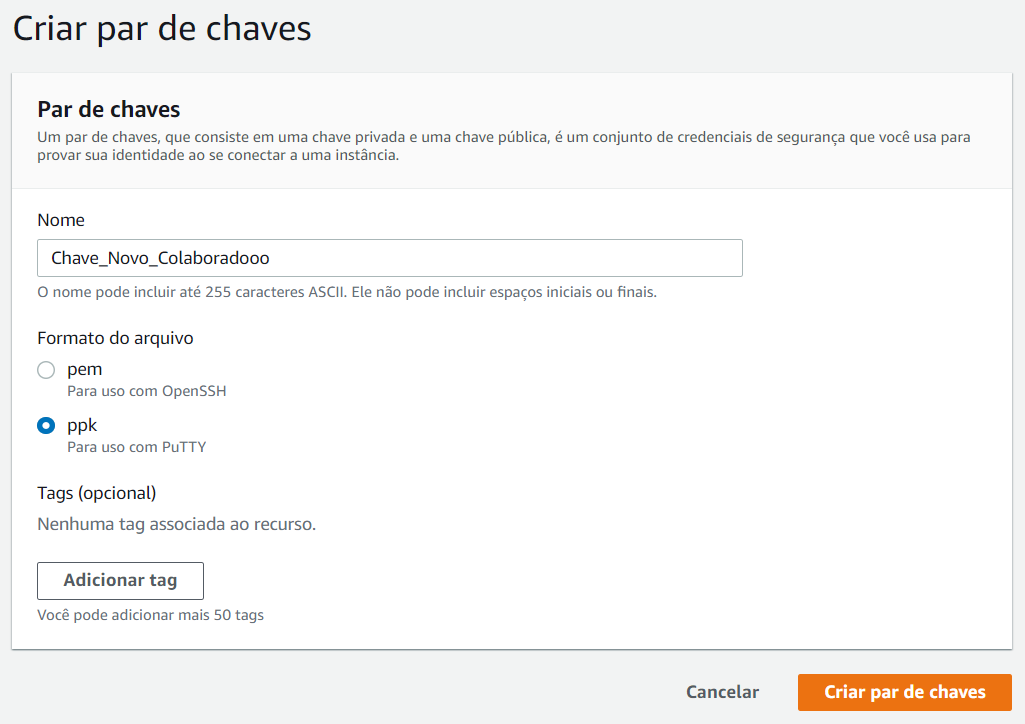 Criar par de chaves
Par de chaves
Um par de chaves, que consiste em uma chave privada e uma chave pública, é um conjunto de credenciais de segurança que você usa para
provar sua identidade ao se conectar a uma instância.
Nome
Chave_Novo_Colaboradooo
O nome pode incluir até 255 caracteres ASCII. Ele não pode incluir espaços iniciais ou finais.
Formato do arquivo
pem
Para uso com OpenSSH
ppk
Para uso com PuTTY
Tags (opcional)
Nenhuma tag associada ao recurso.
Adicionar tag
Você pode adicionar mais 50 tags
Cancelar
Criar par de chaves